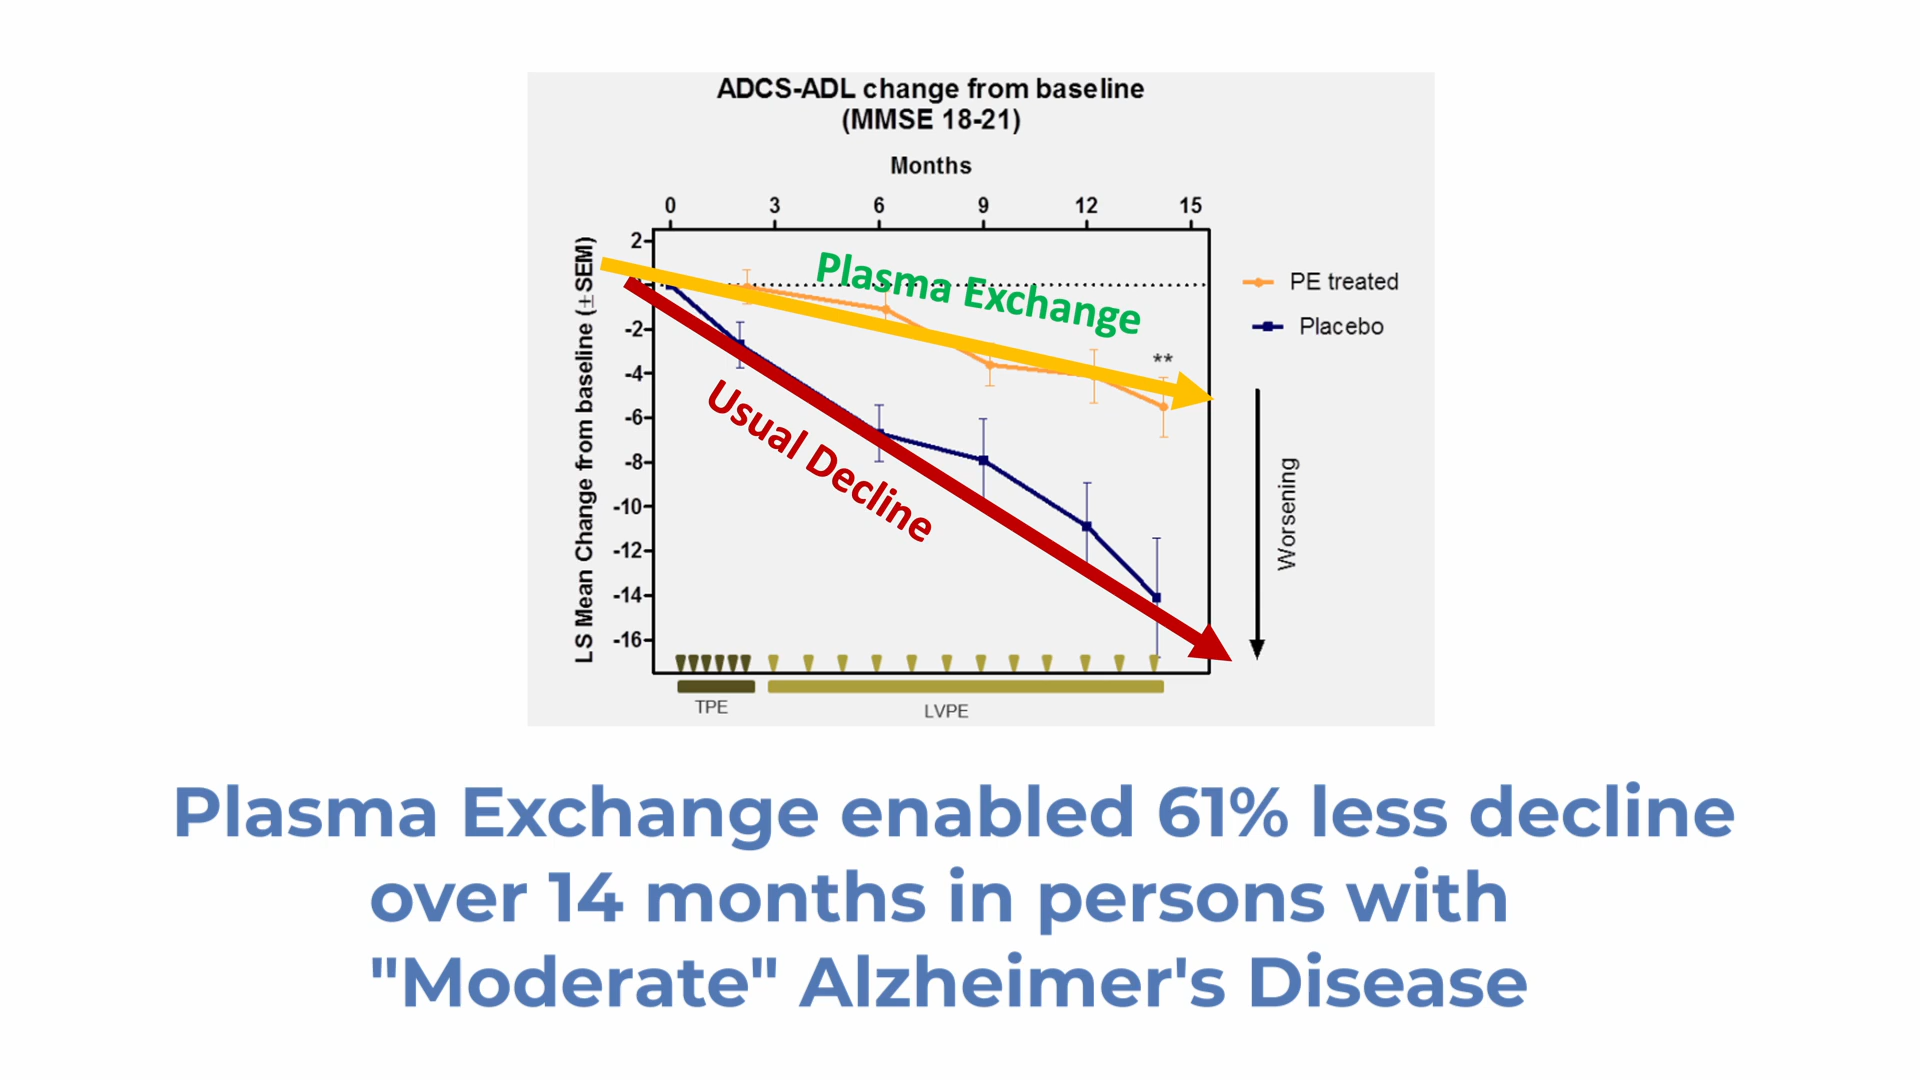 ADCS-ADL change from baseline
(MMSE 18-21)
Months
0 3 6 9 12 15
2
-2
-4
-6
-8
-10
-12
-14
-16
LS Mean Change from baseline (±SEM)
Plasma Exchange
Usual Decline
**
PE treated
Placebo
Worsening
TPE
LVPE
Plasma Exchange enabled 61% less decline
over 14 months in persons with
"Moderate" Alzheimer's Disease